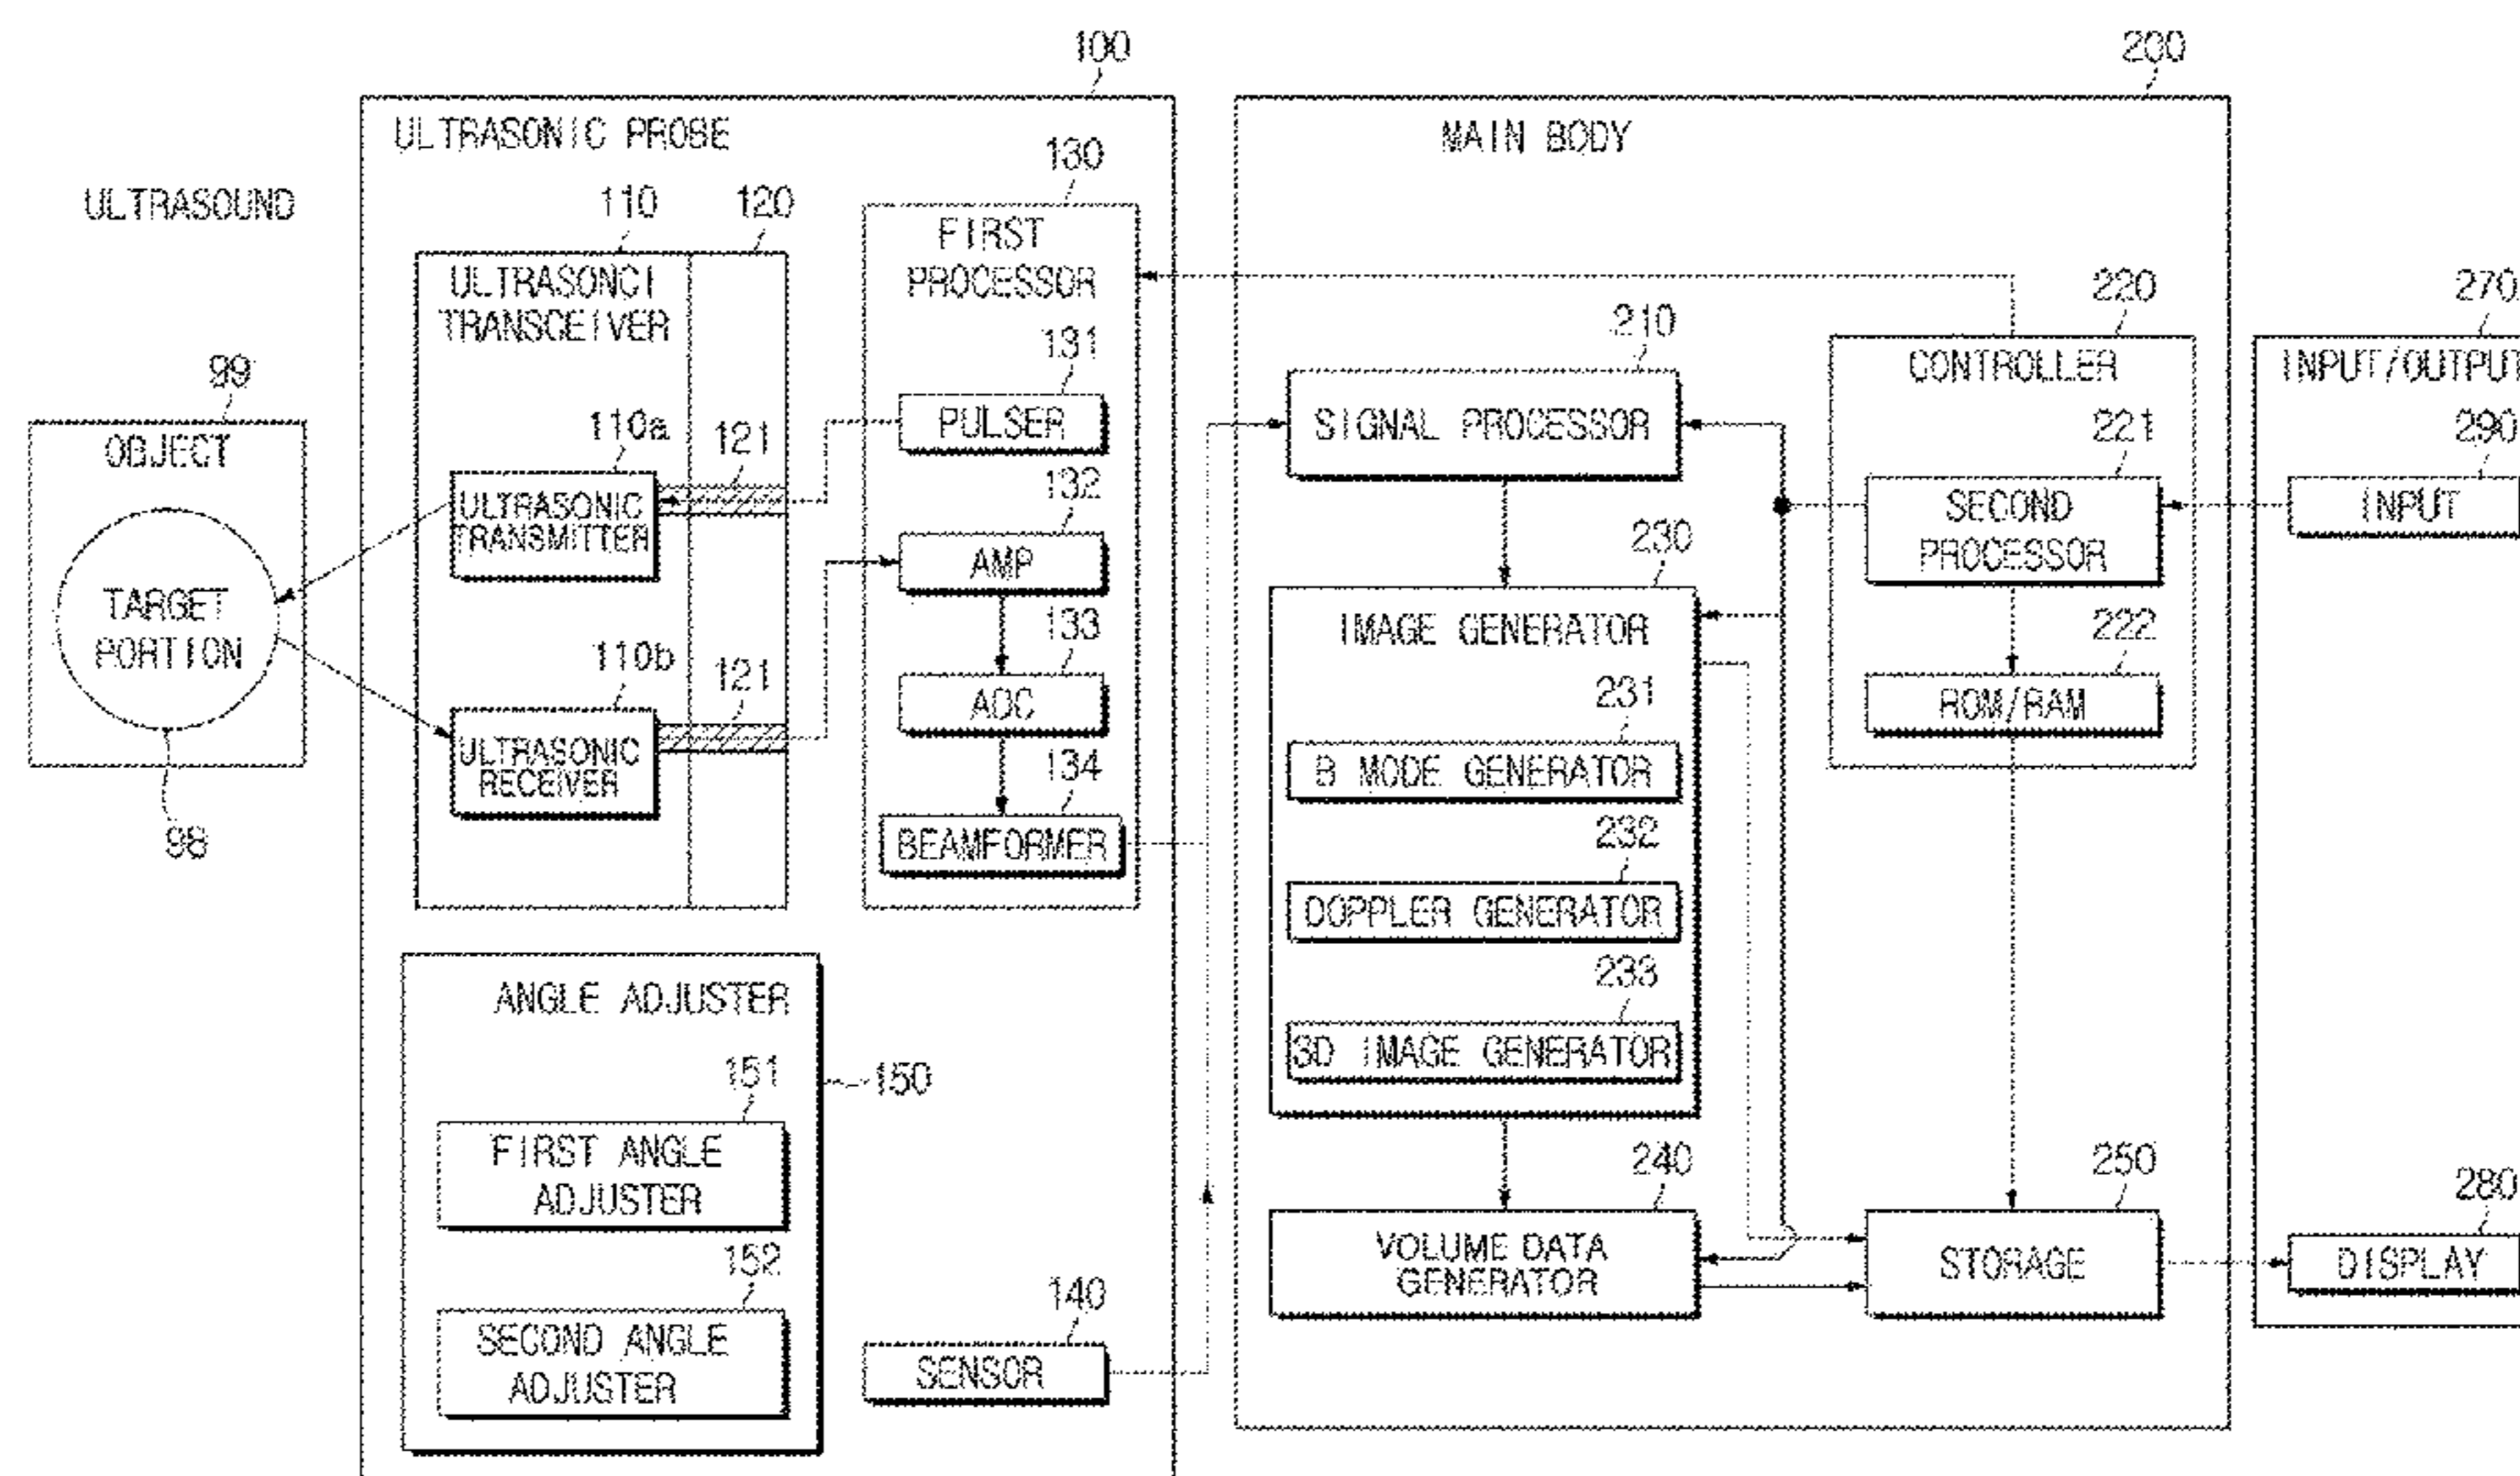 100
200
ULTRASONIC PROBE
MAIN BODY
130
ULTRASOUND
110
120
FIRST
PROCESSOR
ULTRASONCI
TRANSCEIVER
220
270
210
131
CONTROLLER
INPUT/OUTPUT
99
OBJECT
110a
121
PULSER
SIGNAL PROCESSOR
221
290
132
ULTRASONIC
TRANSMITTER
SECOND
PROCESSOR
INPUT
230
AMP
TARGET
PORTION
133
IMAGE GENERATOR
222
110b
121
231
ADC
ROM/RAM
ULTRASONIC
RECEIVER
134
B MODE GENERATOR
98
BEAMFORMER
232
DOPPLER GENERATOR
233
ANGLE ADJUSTER
3D IMAGE GENERATOR
151
150
FIRST ANGLE
ADJUSTER
240
250
280
152
VOLUME DATA
GENERATOR
STORAGE
DISPLAY
140
SECOND ANGLE
ADJUSTER
SENSOR